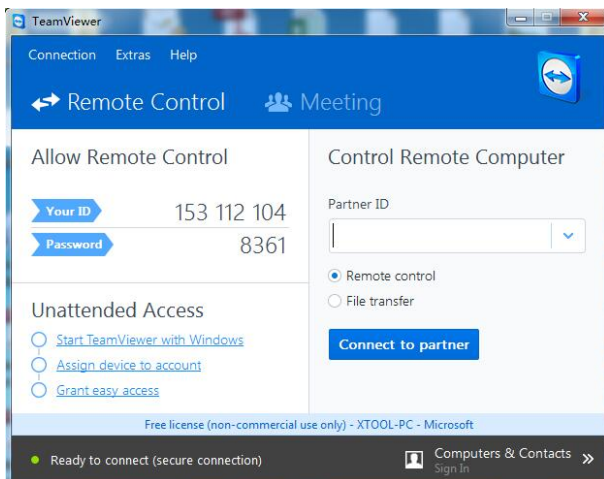 TeamViewer
Connection Extras Help
Remote Control Meeting
Allow Remote Control
Your ID 153 112 104
Password 8361
Unattended Access
Start TeamViewer with Windows
Assign device to account
Grant easy access
Control Remote Computer
Partner ID
Remote control
File transfer
Connect to partner
Free license (non-commercial use only) - XTOOL-PC - Microsoft
Ready to connect (secure connection)
Computers & Contacts
Sign In